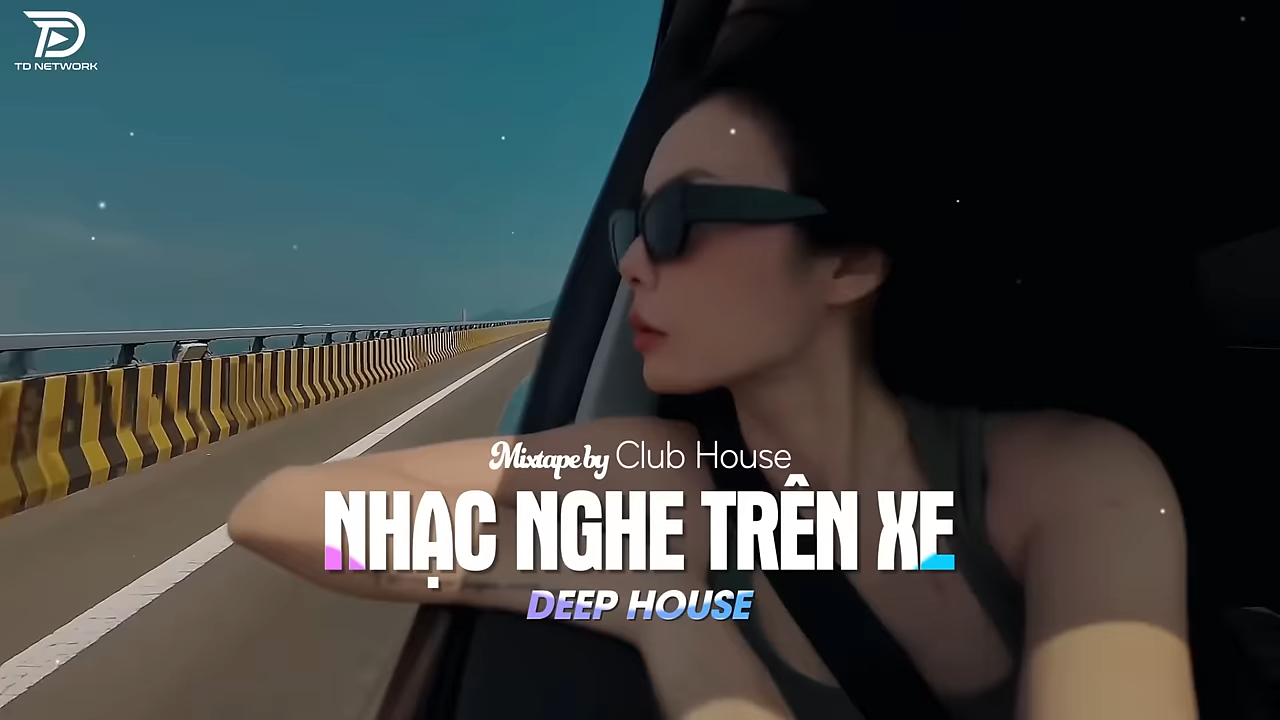 TD NETWORK
Mixtape by Club House
NHẠC NGHE TRÊN XE
DEEP HOUSE